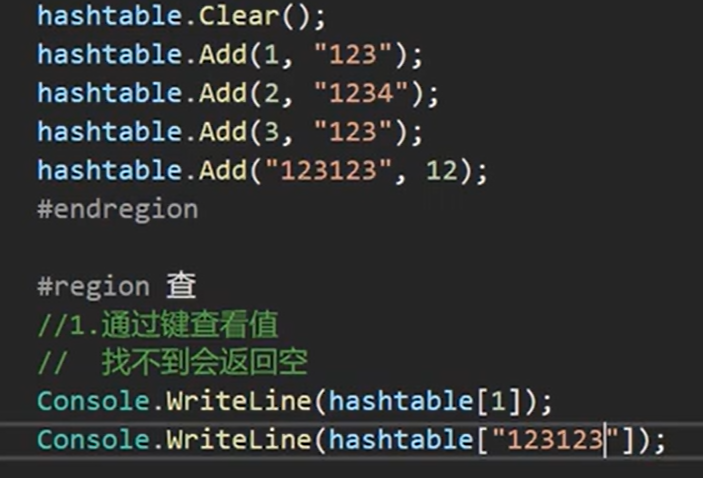 hashtable.Clear();
hashtable.Add(1, "123");
hashtable.Add(2, "1234");
hashtable.Add(3, "123");
hashtable.Add("123123", 12);
#endregion
#region 查
//1.通过键查看值
//  找不到会返回空
Console.WriteLine(hashtable[1]);
Console.WriteLine(hashtable["123123"]);